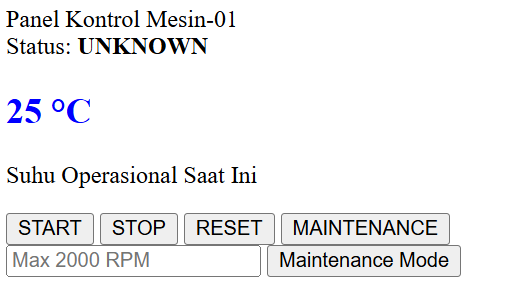 Panel Kontrol Mesin-01
Status: UNKNOWN
25 °C
Suhu Operasional Saat Ini
START STOP RESET MAINTENANCE
Max 2000 RPM Maintenance Mode